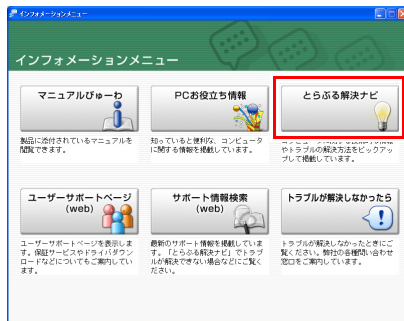 インフォメーションメニュー
インフォメーションメニュー
マニュアルびゅーわ
製品に添付されているマニュアルを
閲覧できます。
PCお役立ち情報
知っていると便利な、コンピュータ
に関する情報を掲載しています。
とらぶる解決ナビ
やトラブルの解決方法をピックアッ
プして掲載しています。
ユーザーサポートページ
(web)
ユーザーサポートページを表示しま
す。保証サービスやドライバダウン
ロードなどについてもご案内してい
ます。
サポート情報検索
(web)
最新のサポート情報を掲載していま
す。「とらぶる解決ナビ」でトラブ
ルが解決できない場合などにご覧く
ださい。
トラブルが解決しなかったら
トラブルが解決しなかったときにご
覧ください。弊社の各種問い合わせ
窓口をご案内しています。